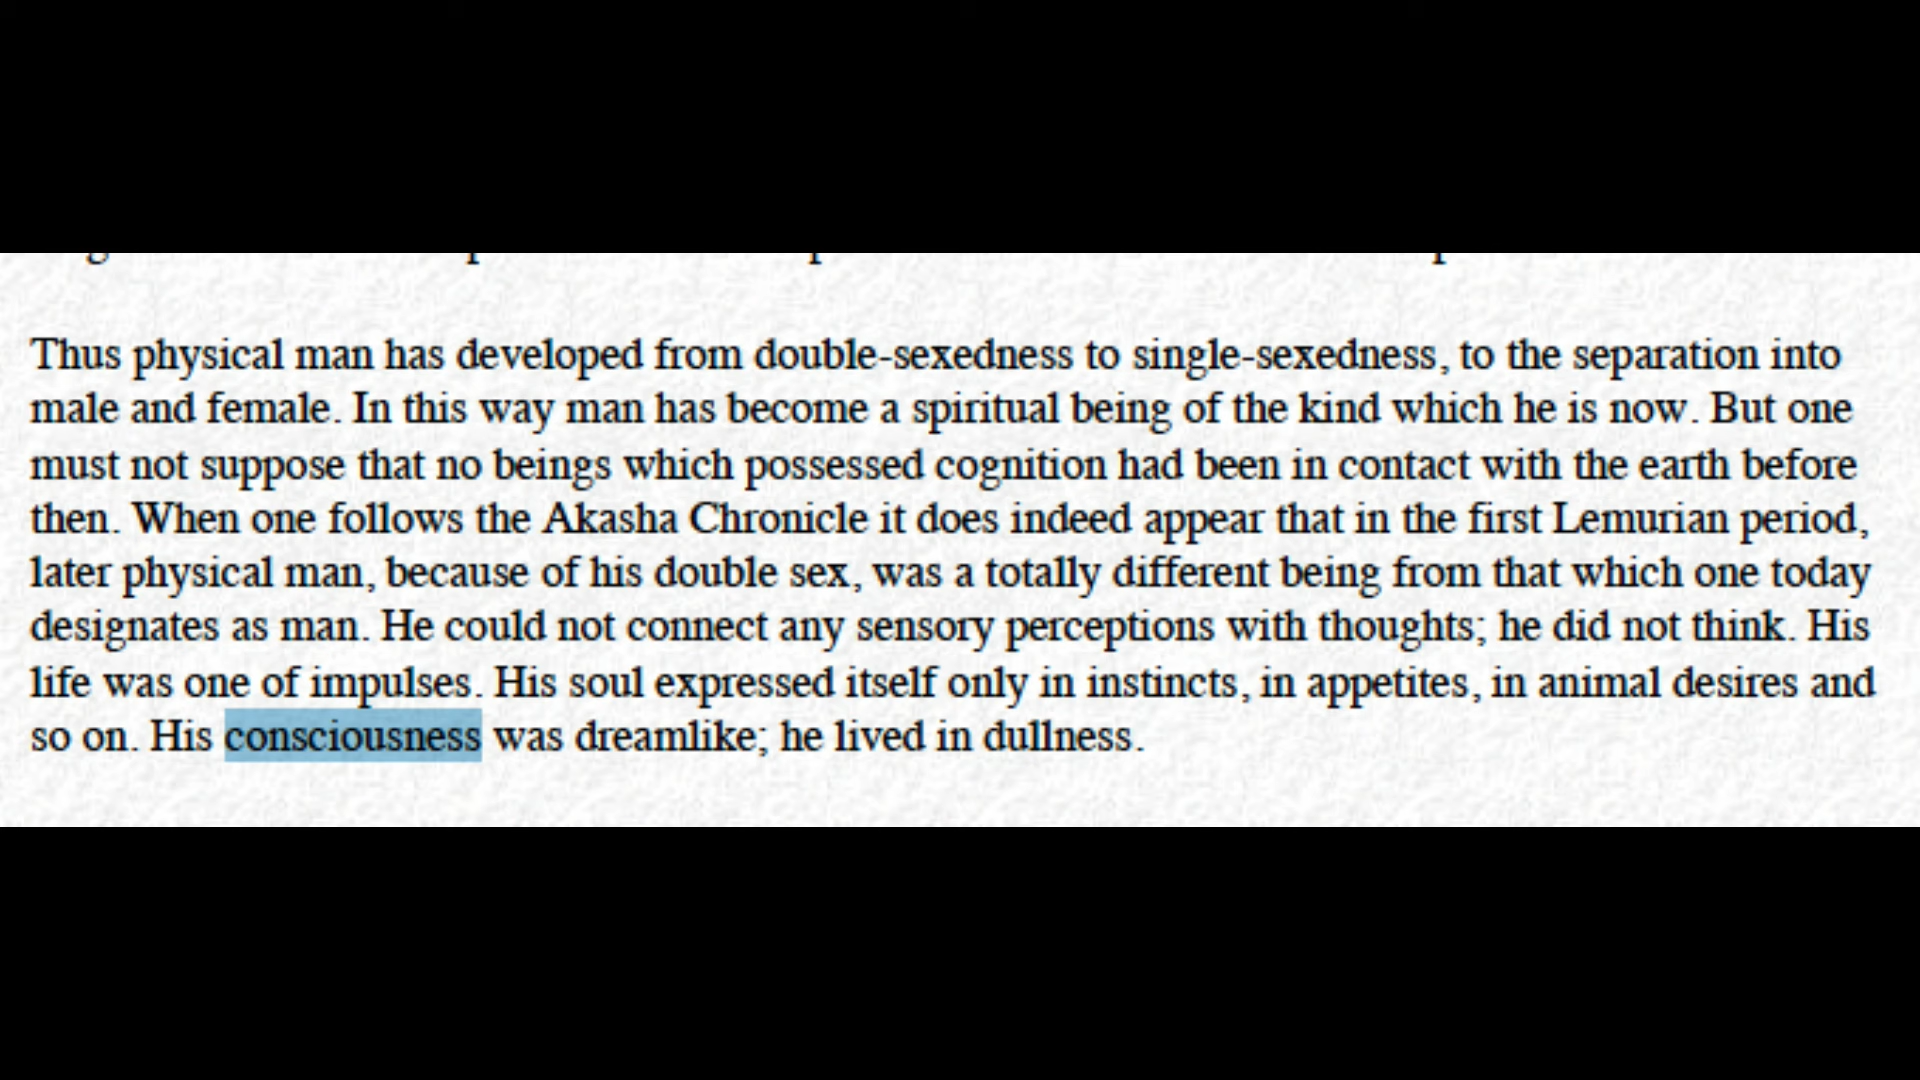 Thus physical man has developed from double-sexedness to single-sexedness, to the separation into
male and female. In this way man has become a spiritual being of the kind which he is now. But one
must not suppose that no beings which possessed cognition had been in contact with the earth before
then. When one follows the Akasha Chronicle it does indeed appear that in the first Lemurian period,
later physical man, because of his double sex, was a totally different being from that which one today
designates as man. He could not connect any sensory perceptions with thoughts; he did not think. His
life was one of impulses. His soul expressed itself only in instincts, in appetites, in animal desires and
so on. His consciousness was dreamlike; he lived in dullness.